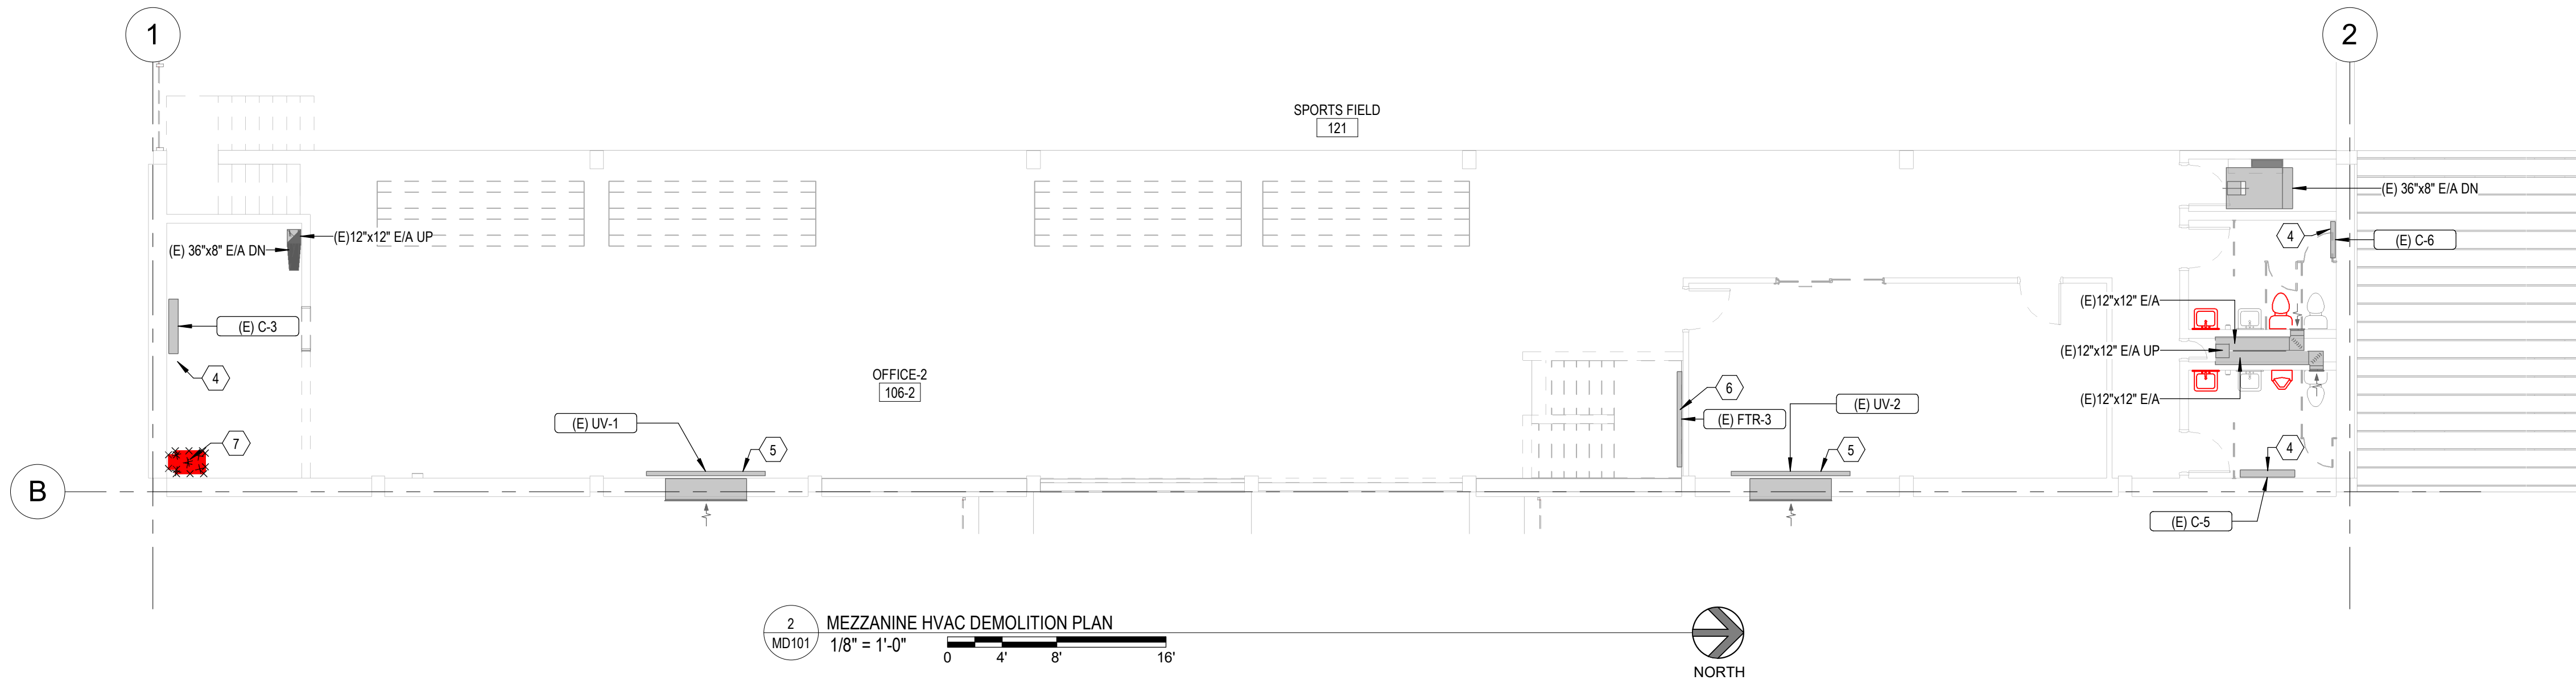 1
2
SPORTS FIELD
121
(E) 36"x8" E/A DN
(E)12"x12" E/A UP
(E) 36"x8" E/A DN
4
(E) C-6
(E) C-3
(E)12"x12" E/A
(E)12"x12" E/A UP
4
OFFICE-2
106-2
6
(E) FTR-3
(E) UV-2
(E)12"x12" E/A
(E) UV-1
7
5
5
4
B
(E) C-5
2
MD101
MEZZANINE HVAC DEMOLITION PLAN
1/8" = 1'-0"
0 4' 8' 16'
NORTH